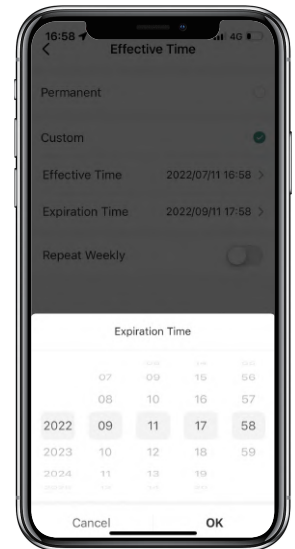 16:58 4G
Effective Time
Permanent
Custom
Effective Time 2022/07/11 16:58 >
Expiration Time 2022/09/11 17:58 >
Repeat Weekly
Expiration Time
07 09 15 56
08 10 16 57
2022 09 11 17 58
2023 10 12 18 59
2024 11 13 19
Cancel OK